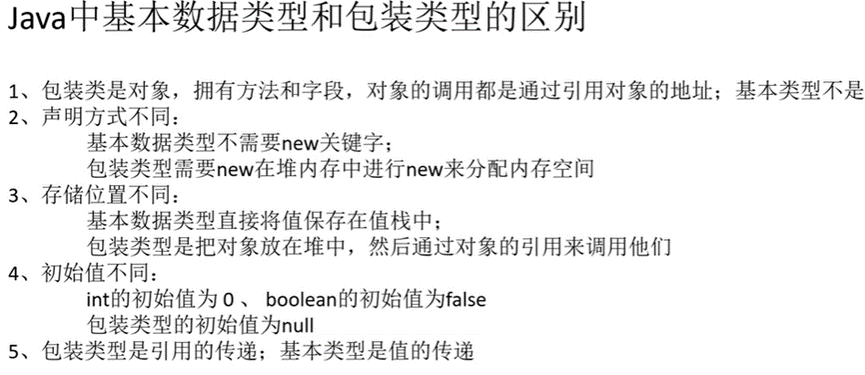 Java中基本数据类型和包装类型的区别
1、包装类是对象，拥有方法和字段，对象的调用都是通过引用对象的地址；基本类型不是
2、声明方式不同：
基本数据类型不需要new关键字；
包装类型需要new在堆内存中进行new来分配内存空间
3、存储位置不同：
基本数据类型直接将值保存在值栈中；
包装类型是把对象放在堆中，然后通过对象的引用来调用他们
4、初始值不同：
int的初始值为 0 、 boolean的初始值为false
包装类型的初始值为null
5、包装类型是引用的传递；基本类型是值的传递